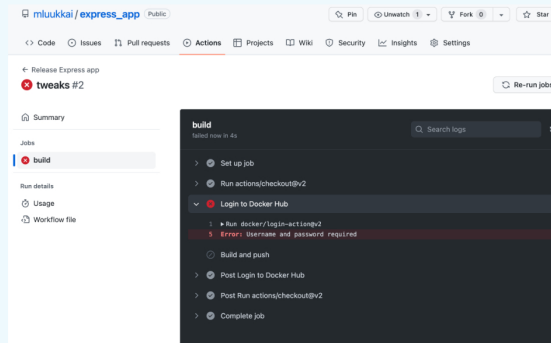 mluukkai / express_app Public
Pin
Unwatch 1
Fork 0
Star
Code
Issues
Pull requests
Actions
Projects
Wiki
Security
Insights
Settings
← Release Express app
tweaks #2
Re-run jobs
Summary
Jobs
build
Run details
Usage
Workflow file
build
failed now in 4s
Search logs
Set up job
Run actions/checkout@v2
Login to Docker Hub
1 ▸ Run docker/login-action@v2
5 Error: Username and password required
Build and push
Post Login to Docker Hub
Post Run actions/checkout@v2
Complete job